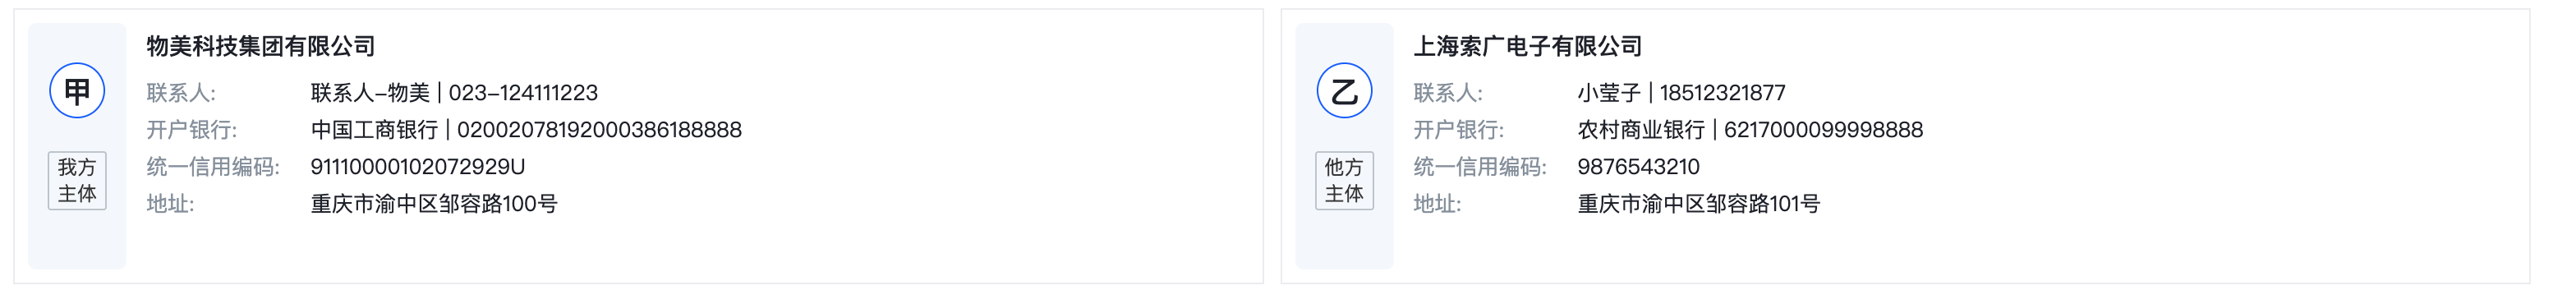 甲
我方
主体
物美科技集团有限公司
联系人: 联系人-物美 | 023-124111223
开户银行: 中国工商银行 | 02002078192000386188888
统一信用编码: 91110000102072929U
地址: 重庆市渝中区邹容路100号
乙
他方
主体
上海索广电子有限公司
联系人: 小莹子 | 18512321877
开户银行: 农村商业银行 | 6217000099998888
统一信用编码: 9876543210
地址: 重庆市渝中区邹容路101号